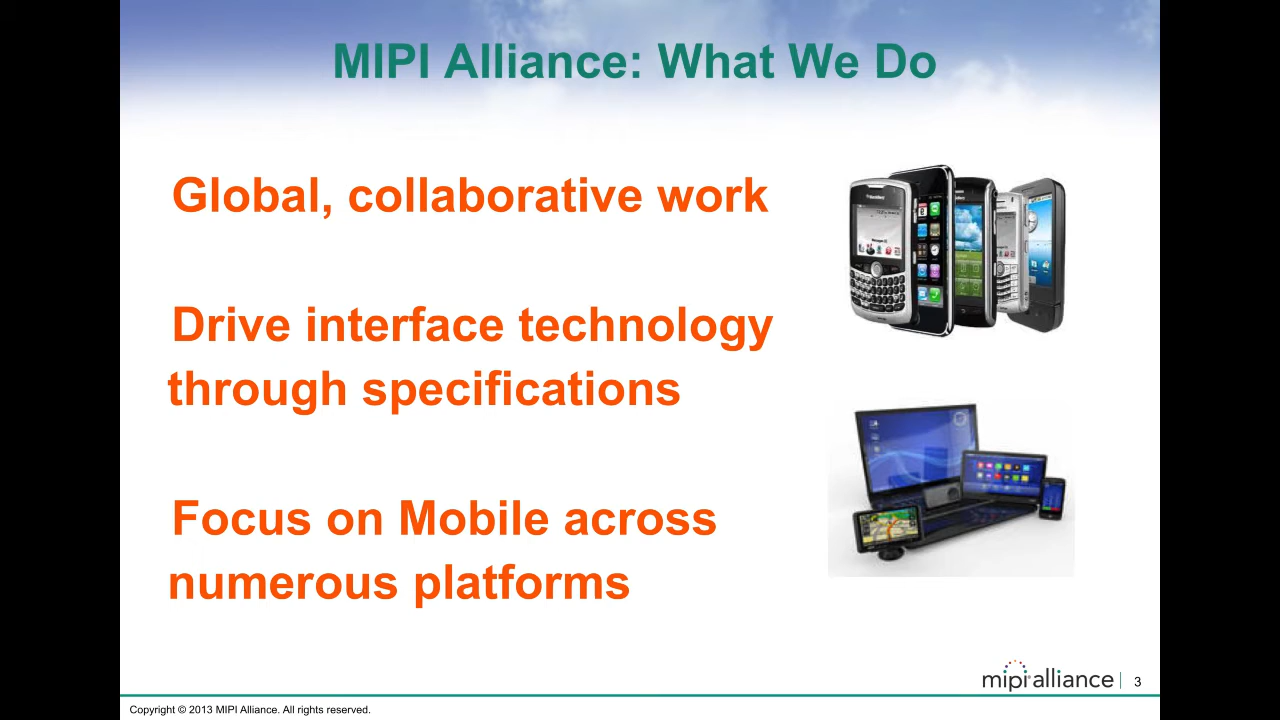 MIPI Alliance: What We Do
Global, collaborative work
Drive interface technology
through specifications
Focus on Mobile across
numerous platforms
mipi alliance
3
Copyright © 2013 MIPI Alliance. All rights reserved.